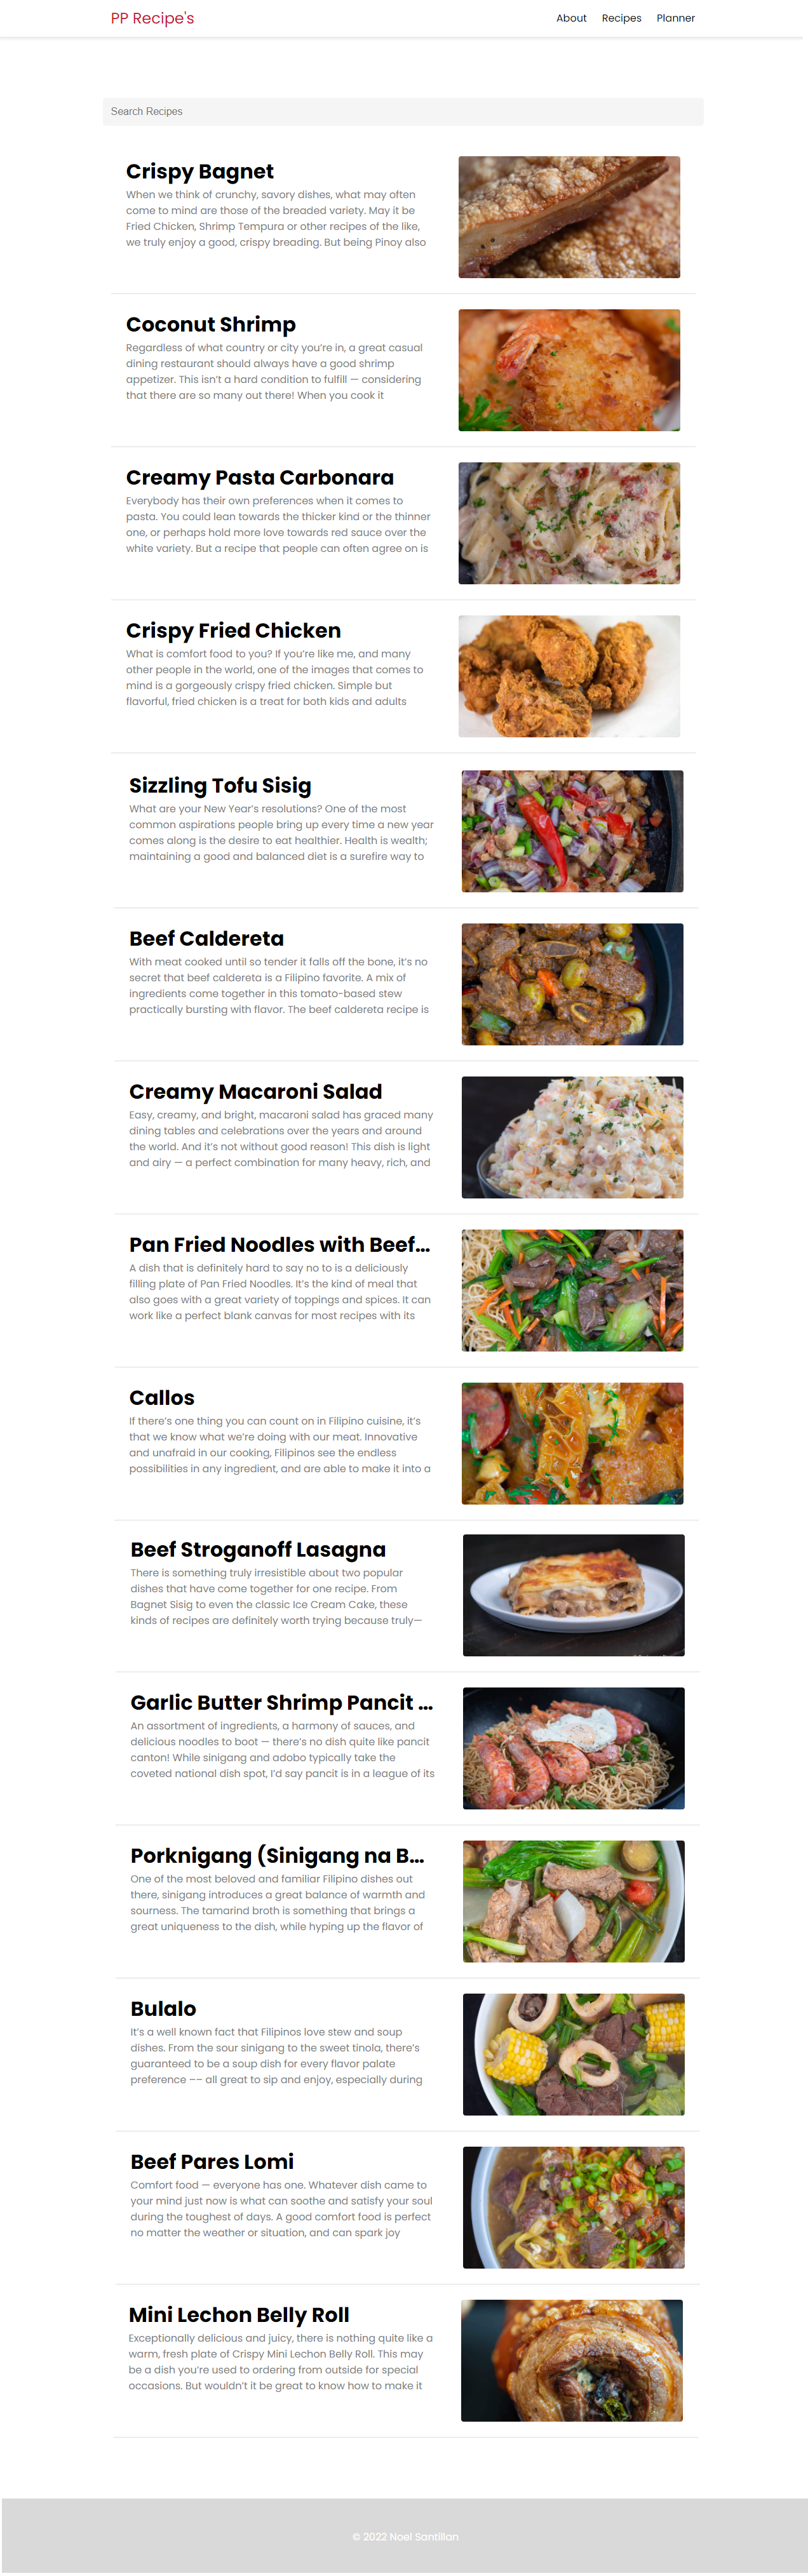 PP Recipe's
About Recipes Planner
Search Recipes
Crispy Bagnet
When we think of crunchy, savory dishes, what may often
come to mind are those of the breaded variety. May it be
Fried Chicken, Shrimp Tempura or other recipes of the like,
we truly enjoy a good, crispy breading. But being Pinoy also
Coconut Shrimp
Regardless of what country or city you’re in, a great casual
dining restaurant should always have a good shrimp
appetizer. This isn’t a hard condition to fulfill — considering
that there are so many out there! When you cook it
Creamy Pasta Carbonara
Everybody has their own preferences when it comes to
pasta. You could lean towards the thicker kind or the thinner
one, or perhaps hold more love towards red sauce over the
white variety. But a recipe that people can often agree on is
Crispy Fried Chicken
What is comfort food to you? If you’re like me, and many
other people in the world, one of the images that comes to
mind is a gorgeously crispy fried chicken. Simple but
flavorful, fried chicken is a treat for both kids and adults
Sizzling Tofu Sisig
What are your New Year’s resolutions? One of the most
common aspirations people bring up every time a new year
comes along is the desire to eat healthier. Health is wealth;
maintaining a good and balanced diet is a surefire way to
Beef Caldereta
With meat cooked until so tender it falls off the bone, it’s no
secret that beef caldereta is a Filipino favorite. A mix of
ingredients come together in this tomato-based stew
practically bursting with flavor. The beef caldereta recipe is
Creamy Macaroni Salad
Easy, creamy, and bright, macaroni salad has graced many
dining tables and celebrations over the years and around
the world. And it’s not without good reason! This dish is light
and airy — a perfect combination for many heavy, rich, and
Pan Fried Noodles with Beef...
A dish that is definitely hard to say no to is a deliciously
filling plate of Pan Fried Noodles. It’s the kind of meal that
also goes with a great variety of toppings and spices. It can
work like a perfect blank canvas for most recipes with its
Callos
If there’s one thing you can count on in Filipino cuisine, it’s
that we know what we’re doing with our meat. Innovative
and unafraid in our cooking, Filipinos see the endless
possibilities in any ingredient, and are able to make it into a
Beef Stroganoff Lasagna
There is something truly irresistible about two popular
dishes that have come together for one recipe. From
Bagnet Sisig to even the classic Ice Cream Cake, these
kinds of recipes are definitely worth trying because truly—
Garlic Butter Shrimp Pancit ...
An assortment of ingredients, a harmony of sauces, and
delicious noodles to boot — there’s no dish quite like pancit
canton! While sinigang and adobo typically take the
coveted national dish spot, I’d say pancit is in a league of its
Porknigang (Sinigang na B...
One of the most beloved and familiar Filipino dishes out
there, sinigang introduces a great balance of warmth and
sourness. The tamarind broth is something that brings a
great uniqueness to the dish, while hyping up the flavor of
Bulalo
It’s a well known fact that Filipinos love stew and soup
dishes. From the sour sinigang to the sweet tinola, there’s
guaranteed to be a soup dish for every flavor palate
preference –– all great to sip and enjoy, especially during
Beef Pares Lomi
Comfort food — everyone has one. Whatever dish came to
your mind just now is what can soothe and satisfy your soul
during the toughest of days. A good comfort food is perfect
no matter the weather or situation, and can spark joy
Mini Lechon Belly Roll
Exceptionally delicious and juicy, there is nothing quite like a
warm, fresh plate of Crispy Mini Lechon Belly Roll. This may
be a dish you’re used to ordering from outside for special
occasions. But wouldn’t it be great to know how to make it
© 2022 Noel Santillan